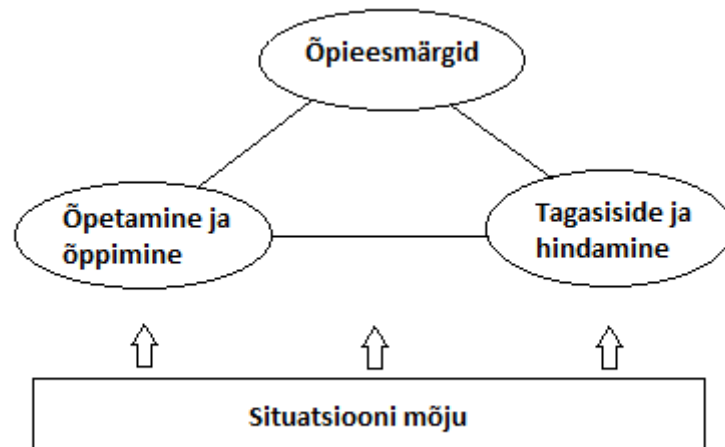 Õpieesmärgid
Õpetamine ja
õppimine
Tagasiside ja
hindamine
Situatsiooni mõju